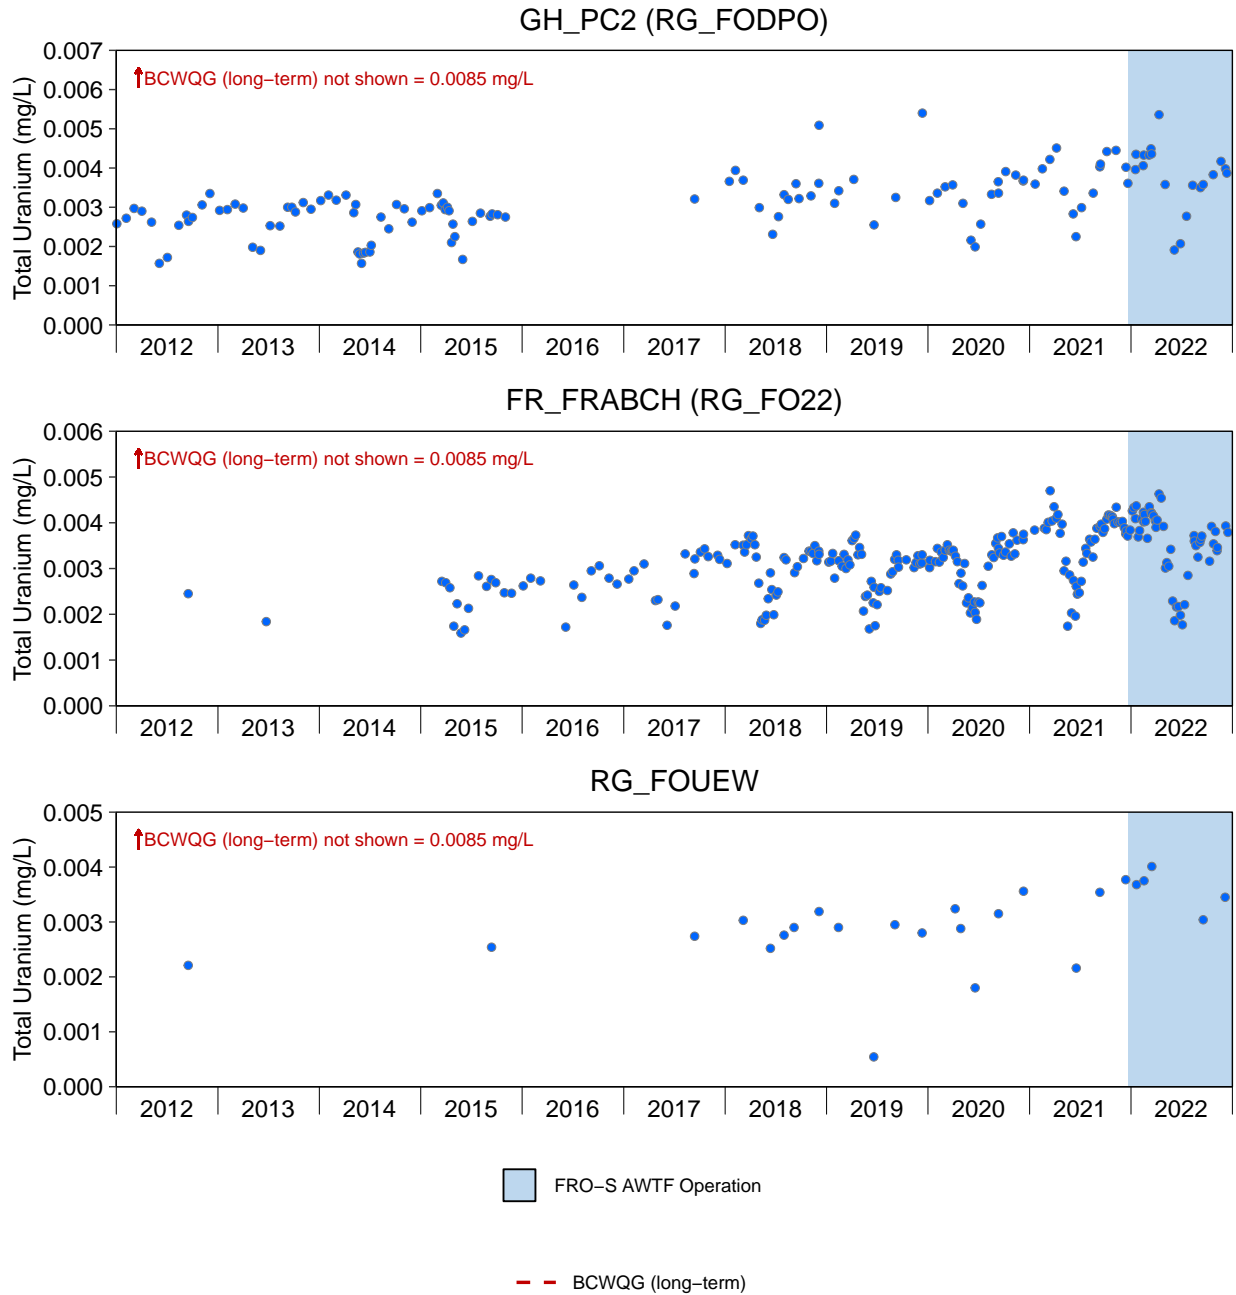 GH_PC2 (RG_FODPO)
Total Uranium (mg/L)
0.007
0.006
0.005
0.004
0.003
0.002
0.001
0.000
BCWQG (long−term) not shown = 0.0085 mg/L
2012 2013 2014 2015 2016 2017 2018 2019 2020 2021 2022
FR_FRABCH (RG_FO22)
Total Uranium (mg/L)
0.006
0.005
0.004
0.003
0.002
0.001
0.000
BCWQG (long−term) not shown = 0.0085 mg/L
2012 2013 2014 2015 2016 2017 2018 2019 2020 2021 2022
RG_FOUEW
Total Uranium (mg/L)
0.005
0.004
0.003
0.002
0.001
0.000
BCWQG (long−term) not shown = 0.0085 mg/L
2012 2013 2014 2015 2016 2017 2018 2019 2020 2021 2022
FRO−S AWTF Operation
BCWQG (long−term)